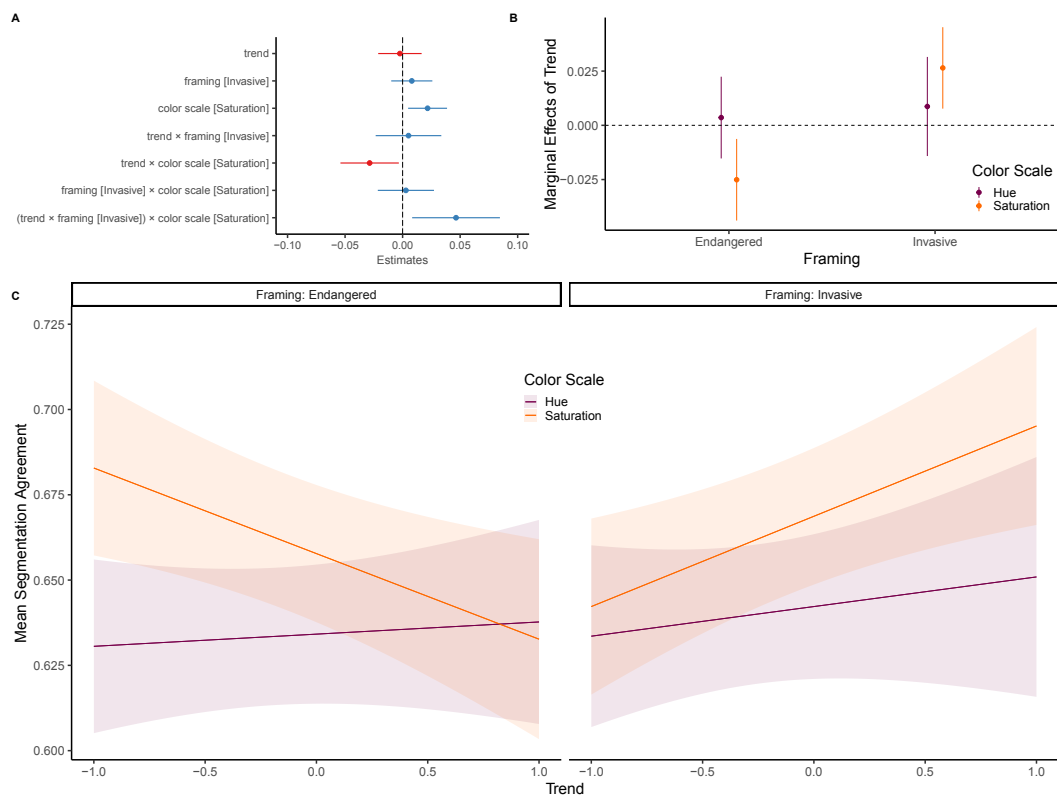 A
trend
framing [Invasive]
color scale [Saturation]
trend × framing [Invasive]
trend × color scale [Saturation]
framing [Invasive] × color scale [Saturation]
(trend × framing [Invasive]) × color scale [Saturation]
−0.10
−0.05
0.00
0.05
0.10
Estimates
B
Marginal Effects of Trend
0.025
0.000
−0.025
Color Scale
Hue
Saturation
Endangered
Invasive
Framing
C
Framing: Endangered
Framing: Invasive
Mean Segmentation Agreement
0.725
0.700
0.675
0.650
0.625
0.600
Color Scale
Hue
Saturation
−1.0
−0.5
0.0
0.5
1.0
−1.0
−0.5
0.0
0.5
1.0
Trend